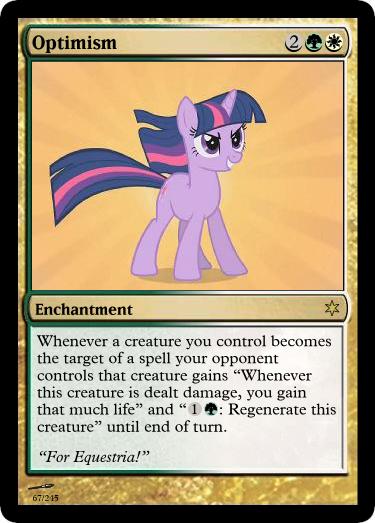 Optimism 2
Enchantment
Whenever a creature you control becomes
the target of a spell your opponent
controls that creature gains “Whenever
this creature is dealt damage, you gain
that much life” and “1 : Regenerate this
creature” until end of turn.
“For Equestria!”
67/245